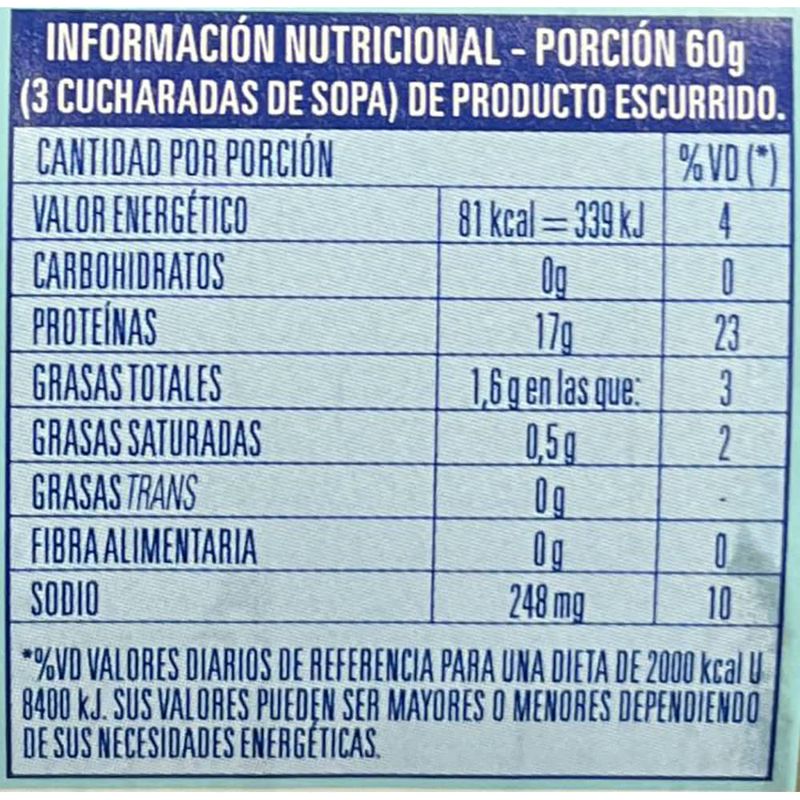 INFORMACIÓN NUTRICIONAL - PORCIÓN 60g
(3 CUCHARADAS DE SOPA) DE PRODUCTO ESCURRIDO.
CANTIDAD POR PORCIÓN % VD (*)
VALOR ENERGÉTICO 81 kcal = 339 kJ 4
CARBOHIDRATOS 0g 0
PROTEÍNAS 17g 23
GRASAS TOTALES 1,6 g en las que: 3
GRASAS SATURADAS 0,5 g 2
GRASAS TRANS 0 g -
FIBRA ALIMENTARIA 0 g 0
SODIO 248 mg 10
*%VD VALORES DIARIOS DE REFERENCIA PARA UNA DIETA DE 2000 kcal U
8400 kJ. SUS VALORES PUEDEN SER MAYORES O MENORES DEPENDIENDO
DE SUS NECESIDADES ENERGÉTICAS.